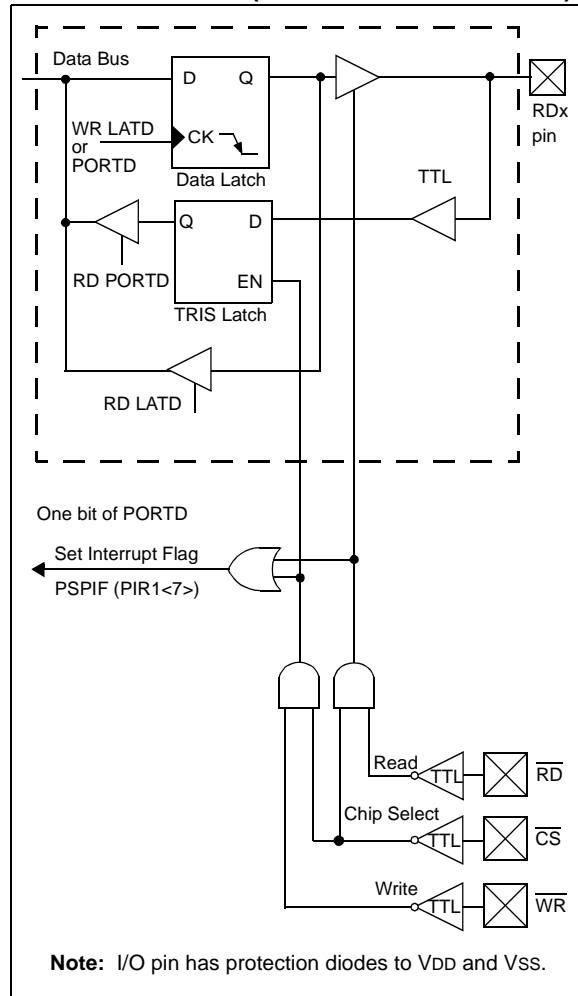 Data Bus
D Q
RDx
pin
WR LATD
or
PORTD
CK
Data Latch
TTL
Q D
RD PORTD
EN
TRIS Latch
RD LATD
One bit of PORTD
Set Interrupt Flag
PSPIF (PIR1<7>)
Read
TTL
RD
Chip Select
TTL
CS
Write
TTL
WR
Note: I/O pin has protection diodes to VDD and VSS.